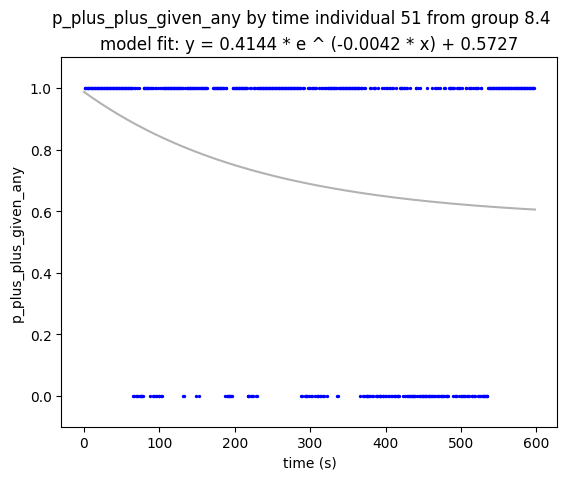 p_plus_plus_given_any by time individual 51 from group 8.4
model fit: y = 0.4144 * e ^ (-0.0042 * x) + 0.5727
1.0
0.8
0.6
0.4
0.2
0.0
p_plus_plus_given_any
0 100 200 300 400 500 600
time (s)